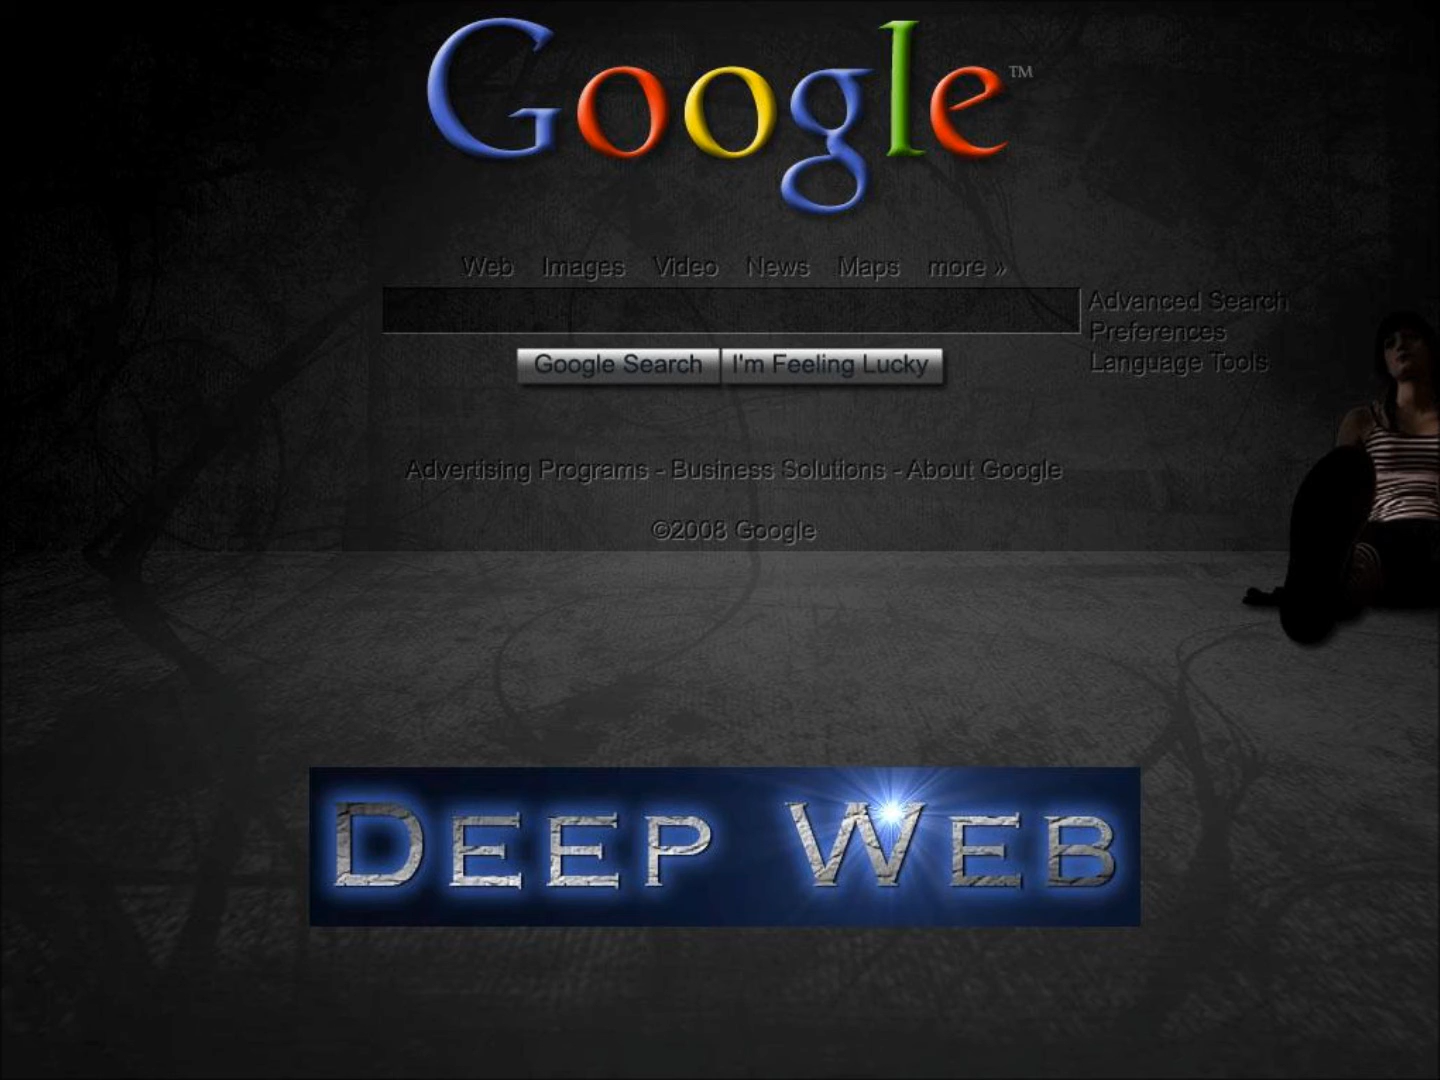 Google™
Web Images Video News Maps more »
Advanced Search
Preferences
Language Tools
Google Search I'm Feeling Lucky
Advertising Programs - Business Solutions - About Google
©2008 Google
DEEP WEB